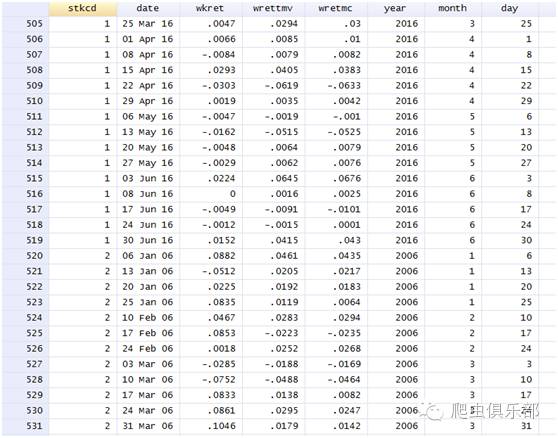 stkcd date wkret wrettmv wretmc year month day
505 1 25 Mar 16 .0047 .0294 .03 2016 3 25
506 1 01 Apr 16 .0066 .0085 .01 2016 4 1
507 1 08 Apr 16 -.0084 .0079 .0082 2016 4 8
508 1 15 Apr 16 .0293 .0405 .0383 2016 4 15
509 1 22 Apr 16 -.0303 -.0619 -.0633 2016 4 22
510 1 29 Apr 16 .0019 .0035 .0042 2016 4 29
511 1 06 May 16 -.0047 -.0019 -.001 2016 5 6
512 1 13 May 16 -.0162 -.0515 -.0525 2016 5 13
513 1 20 May 16 -.0048 .0064 .0079 2016 5 20
514 1 27 May 16 -.0029 .0062 .0076 2016 5 27
515 1 03 Jun 16 .0224 .0645 .0676 2016 6 3
516 1 08 Jun 16 0 .0016 .0025 2016 6 8
517 1 17 Jun 16 -.0049 -.0091 -.0101 2016 6 17
518 1 24 Jun 16 -.0012 -.0015 .0001 2016 6 24
519 1 30 Jun 16 .0152 .0415 .043 2016 6 30
520 2 06 Jan 06 .0882 .0461 .0435 2006 1 6
521 2 13 Jan 06 -.0512 .0205 .0217 2006 1 13
522 2 20 Jan 06 .0225 .0192 .0183 2006 1 20
523 2 25 Jan 06 .0835 .0119 .0064 2006 1 25
524 2 10 Feb 06 .0467 .0283 .0294 2006 2 10
525 2 17 Feb 06 .0853 -.0223 -.0235 2006 2 17
526 2 24 Feb 06 .0018 .0252 .0268 2006 2 24
527 2 03 Mar 06 -.0285 -.0188 -.0169 2006 3 3
528 2 10 Mar 06 -.0752 -.0488 -.0464 2006 3 10
529 2 17 Mar 06 .0833 .0138 .0082 2006 3 17
530 2 24 Mar 06 .0861 .0295 .0247 2006 3 24
531 2 31 Mar 06 .1046 .0179 .0142 2006 3 31
爬虫俱乐部